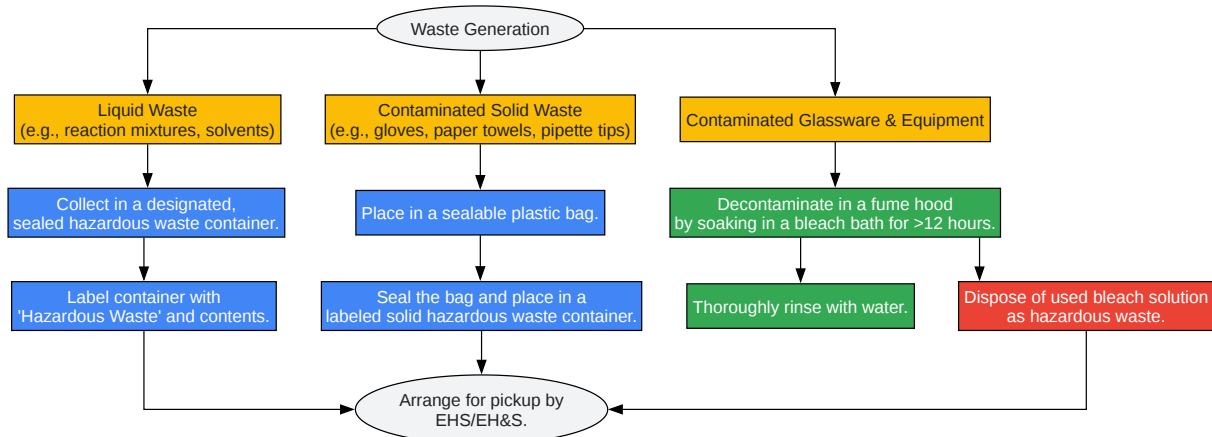 Waste Generation
Liquid Waste
(e.g., reaction mixtures, solvents)
Contaminated Solid Waste
(e.g., gloves, paper towels, pipette tips)
Contaminated Glassware & Equipment
Collect in a designated,
sealed hazardous waste container.
Place in a sealable plastic bag.
Decontaminate in a fume hood
by soaking in a bleach bath for >12 hours.
Label container with
'Hazardous Waste' and contents.
Seal the bag and place in a
labeled solid hazardous waste container.
Thoroughly rinse with water.
Dispose of used bleach solution
as hazardous waste.
Arrange for pickup by
EHS/EH&S.